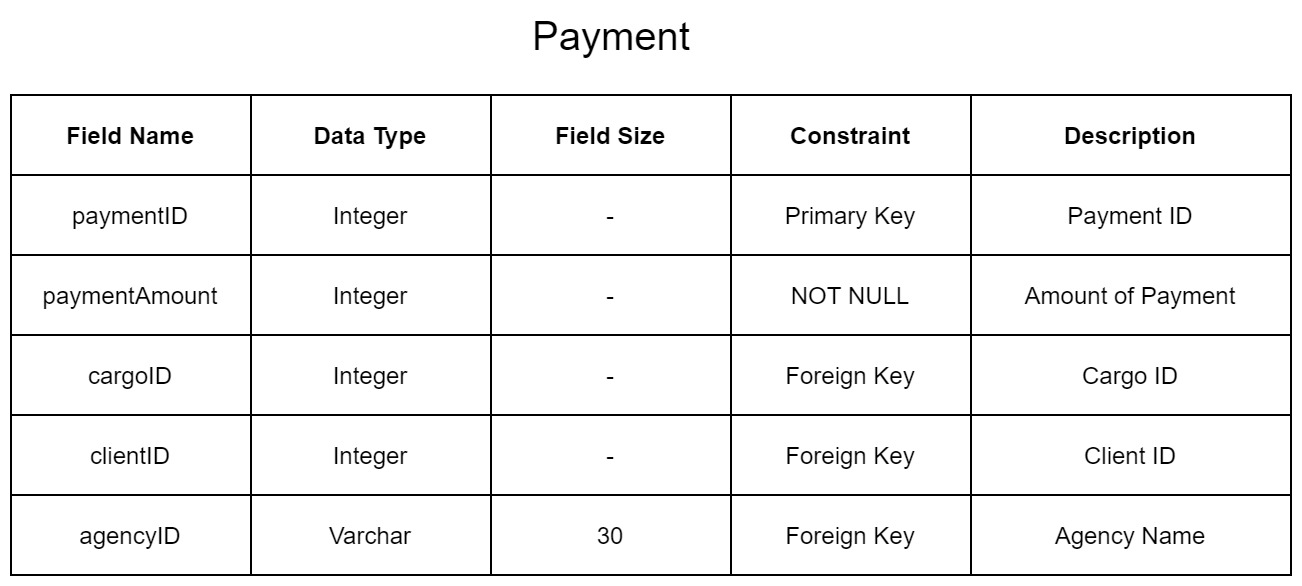 Payment
Field Name Data Type Field Size Constraint Description
paymentID Integer - Primary Key Payment ID
paymentAmount Integer - NOT NULL Amount of Payment
cargoID Integer - Foreign Key Cargo ID
clientID Integer - Foreign Key Client ID
agencyID Varchar 30 Foreign Key Agency Name